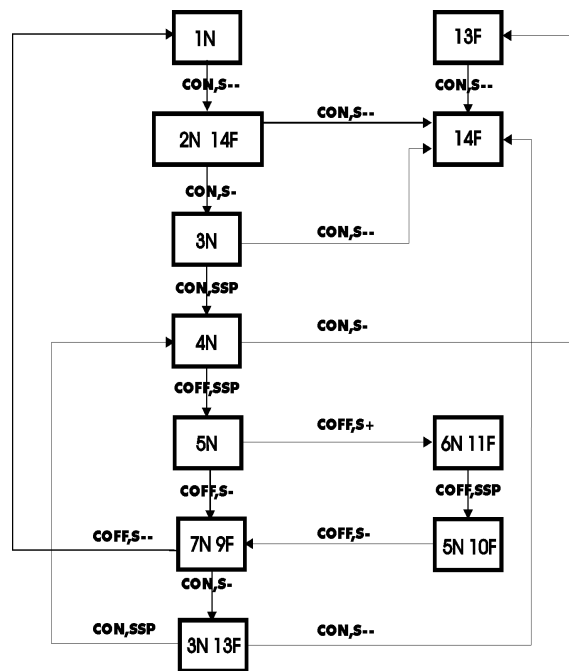 1N
13F
CON,S--
CON,S--
2N 14F
CON,S--
14F
CON,S-
3N
CON,S--
CON,SSP
4N
CON,S-
COFF,SSP
5N
COFF,S+
6N 11F
COFF,S-
COFF,SSP
COFF,S--
7N 9F
COFF,S-
5N 10F
CON,S-
CON,SSP
3N 13F
CON,S--